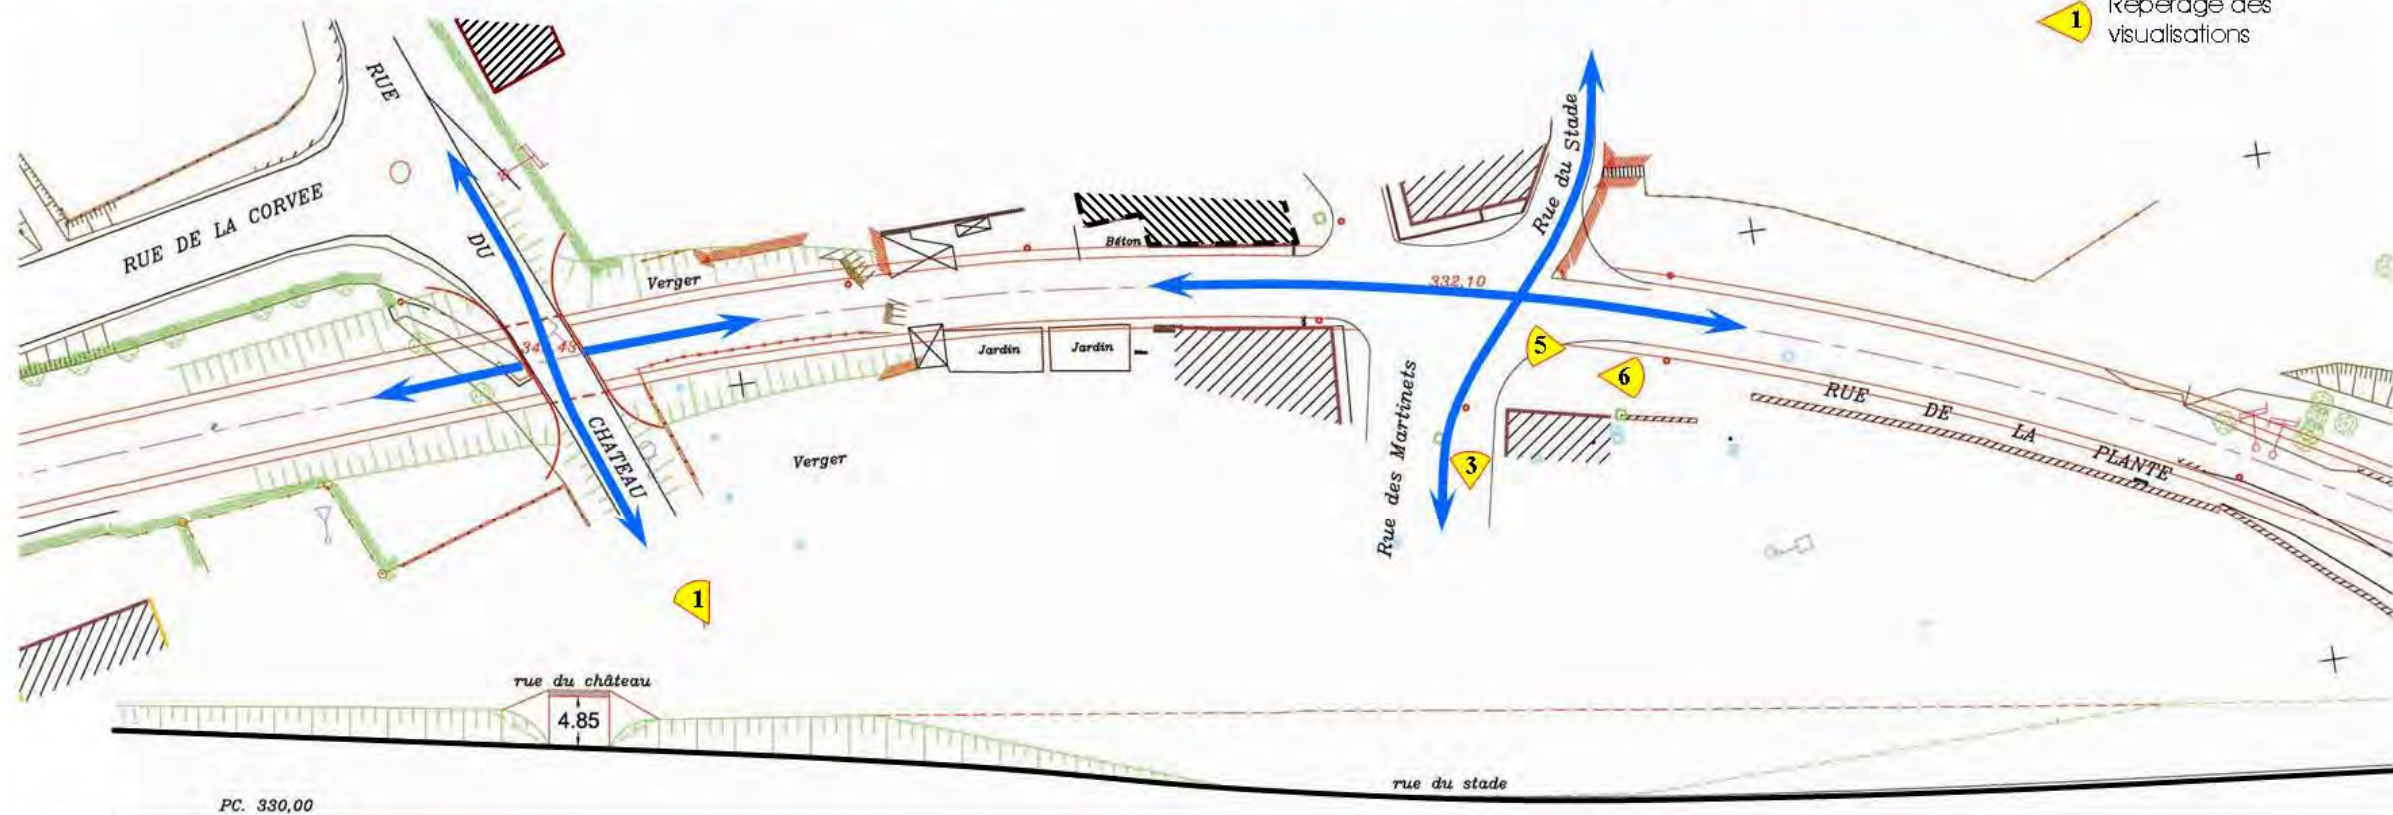 1
Repérage des
visualisations
RUE
DU
CHATEAU
RUE DE LA CORVEE
Verger
Béton
Rue du Stade
332.10
Jardin
Jardin
5
6
3
Rue des Martinets
RUE DE LA PLANTE
Verger
1
rue du château
4.85
rue du stade
PC. 330,00